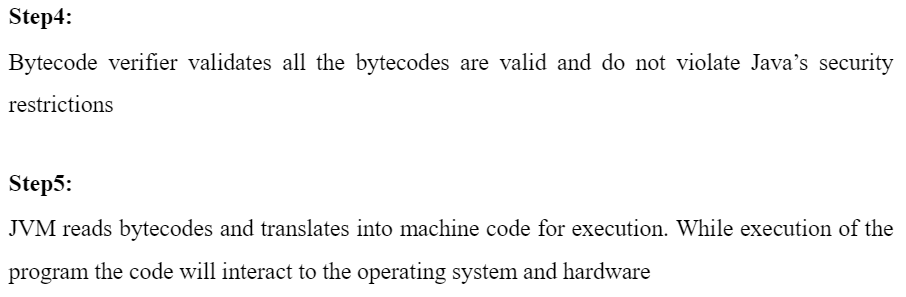 Step4:
Bytecode verifier validates all the bytecodes are valid and do not violate Java’s security
restrictions
Step5:
JVM reads bytecodes and translates into machine code for execution. While execution of the
program the code will interact to the operating system and hardware